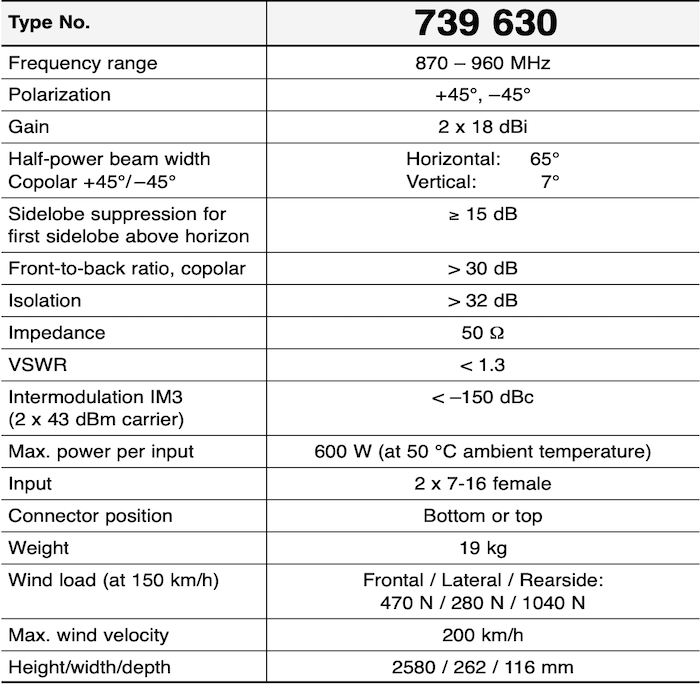 Type No. 739 630
Frequency range 870 – 960 MHz
Polarization +45°, –45°
Gain 2 x 18 dBi
Half-power beam width Horizontal: 65°
Copolar +45°/–45° Vertical: 7°
Sidelobe suppression for ≥ 15 dB
first sidelobe above horizon
Front-to-back ratio, copolar > 30 dB
Isolation > 32 dB
Impedance 50 Ω
VSWR < 1.3
Intermodulation IM3 < –150 dBc
(2 x 43 dBm carrier)
Max. power per input 600 W (at 50 °C ambient temperature)
Input 2 x 7-16 female
Connector position Bottom or top
Weight 19 kg
Wind load (at 150 km/h) Frontal / Lateral / Rearside:
470 N / 280 N / 1040 N
Max. wind velocity 200 km/h
Height/width/depth 2580 / 262 / 116 mm